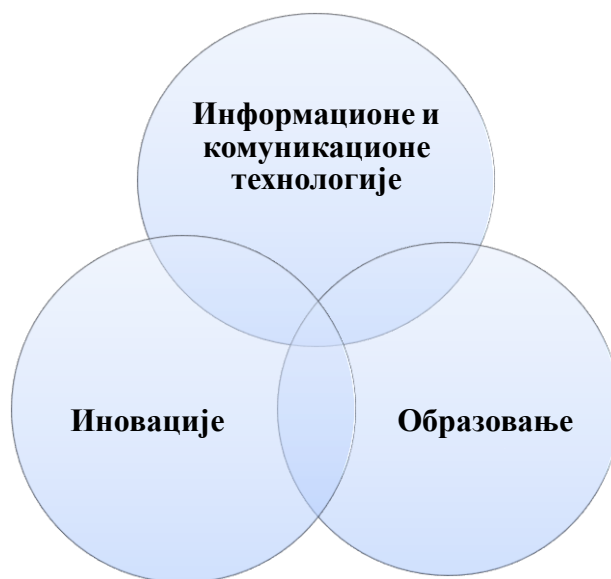 Информационе и
комуникационе
технологије
Иновације
Образовање